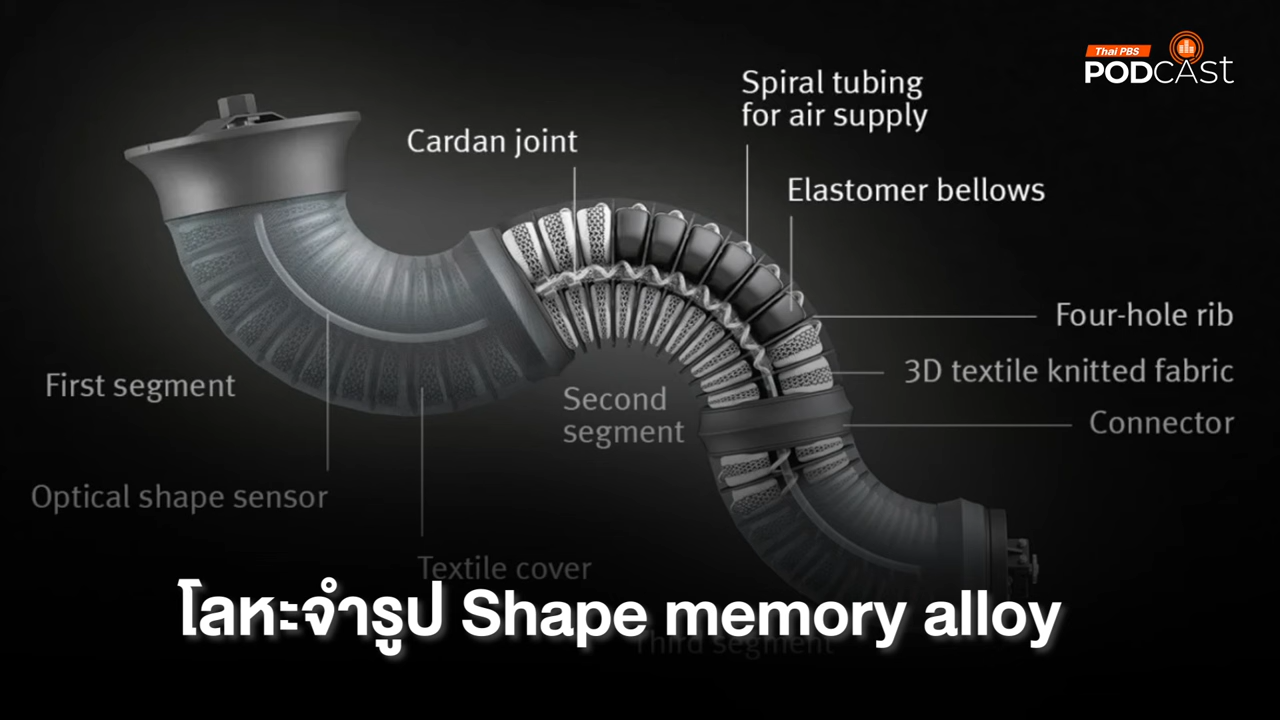 Thai PBS
PODCAST
Spiral tubing
for air supply
Cardan joint
Elastomer bellows
Four-hole rib
3D textile knitted fabric
First segment
Second
segment
Connector
Optical shape sensor
Textile cover
โลหะจำรูป Shape memory alloy
Third segment